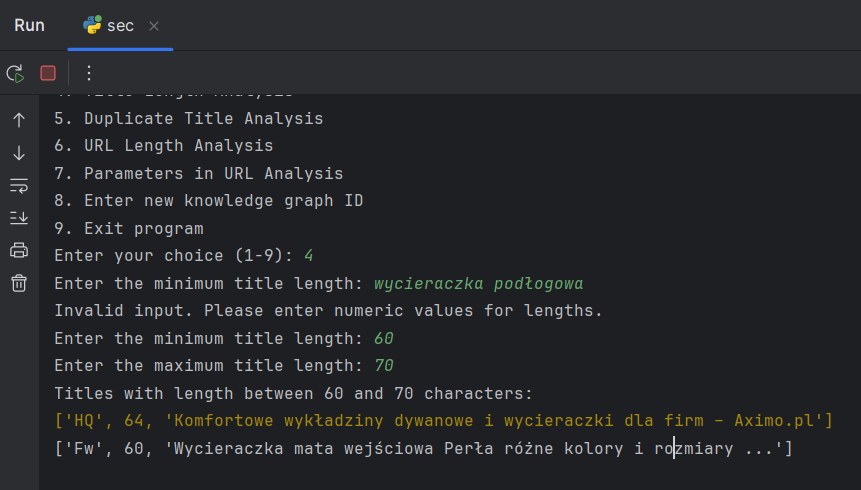 Run
sec
5. Duplicate Title Analysis
6. URL Length Analysis
7. Parameters in URL Analysis
8. Enter new knowledge graph ID
9. Exit program
Enter your choice (1-9): 4
Enter the minimum title length: wycieraczka podłogowa
Invalid input. Please enter numeric values for lengths.
Enter the minimum title length: 60
Enter the maximum title length: 70
Titles with length between 60 and 70 characters:
['HQ', 64, 'Komfortowe wykładziny dywanowe i wycieraczki dla firm - Aximo.pl']
['Fw', 60, 'Wycieraczka mata wejściowa Perła różne kolory i rozmiary ...']